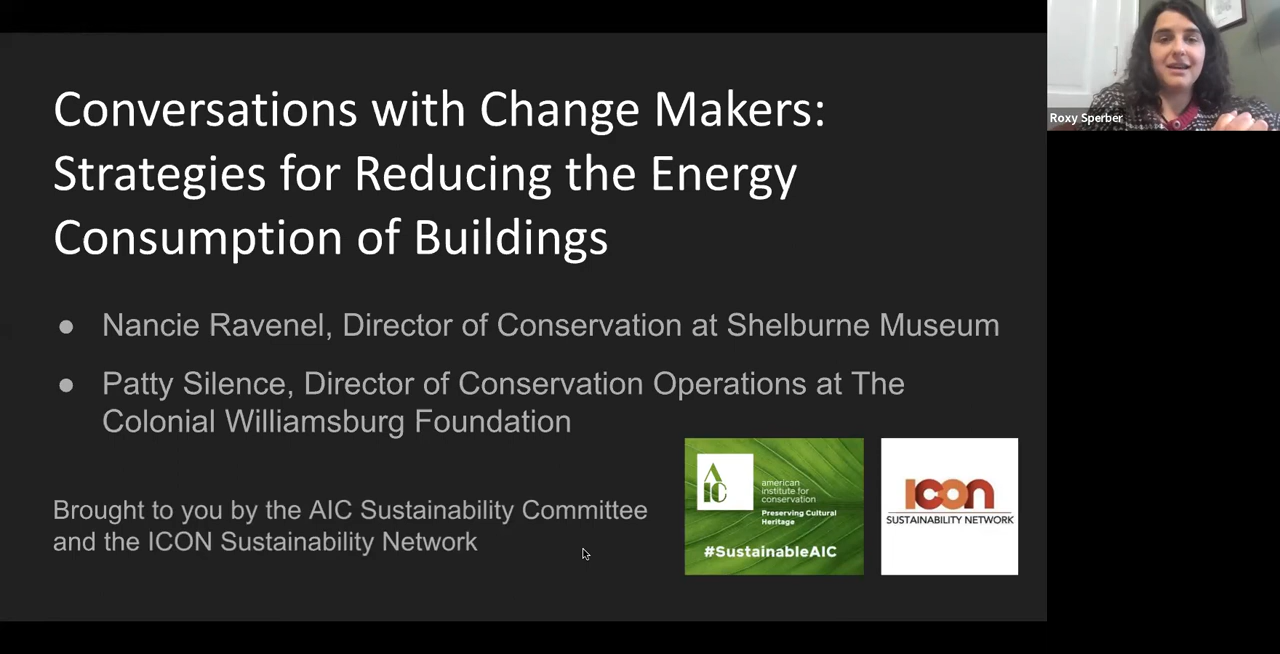 Conversations with Change Makers:
Strategies for Reducing the Energy
Consumption of Buildings
● Nancie Ravenel, Director of Conservation at Shelburne Museum
● Patty Silence, Director of Conservation Operations at The
Colonial Williamsburg Foundation
Brought to you by the AIC Sustainability Committee
and the ICON Sustainability Network
AIC
american
institute for
conservation
Preserving Cultural
Heritage
#SustainableAIC
icon
SUSTAINABILITY NETWORK
Roxy Sperber